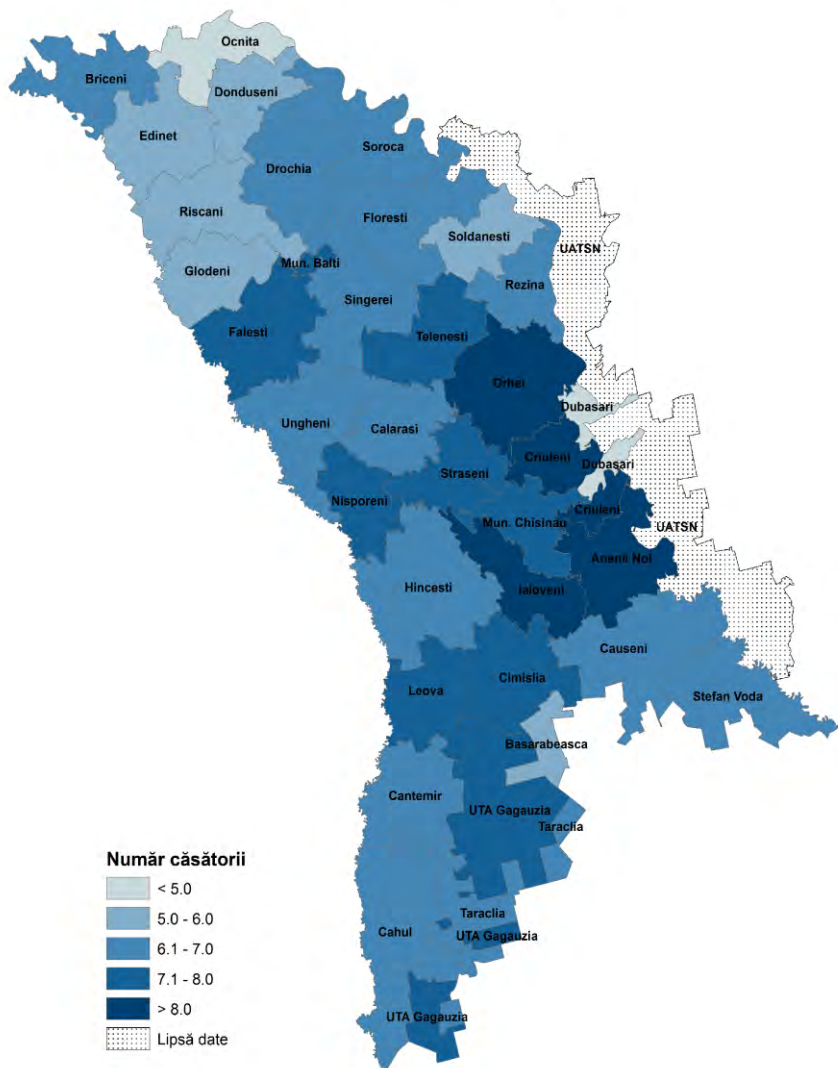 Ocnita
Briceni
Donduseni
Edinet
Soroca
Drochia
Riscani
Floresti
Soldanesti
UATSN
Glodeni
Mun. Balti
Rezina
Singerei
Falesti
Telenesti
Orhei
Dubasari
Ungheni
Calarasi
Criuleni
Dubasari
Straseni
Nisporeni
Criuleni
Mun. Chisinau
UATSN
Anenii Noi
Hincesti
Ialoveni
Causeni
Cimislia
Leova
Stefan Voda
Basarabeasca
Cantemir
UTA Gagauzia
Taraclia
Taraclia
Cahul
UTA Gagauzia
UTA Gagauzia
Număr căsătorii
< 5.0
5.0 - 6.0
6.1 - 7.0
7.1 - 8.0
> 8.0
Lipsă date